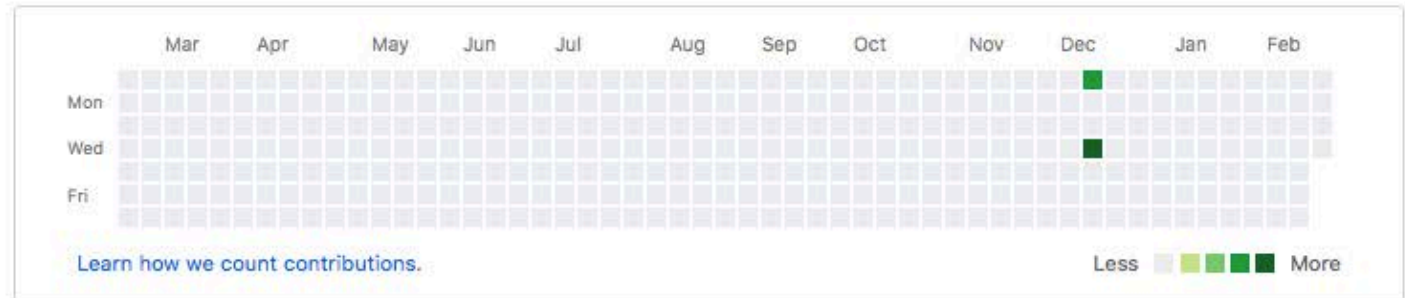 Mar Apr May Jun Jul Aug Sep Oct Nov Dec Jan Feb
Mon
Wed
Fri
Learn how we count contributions.
Less More